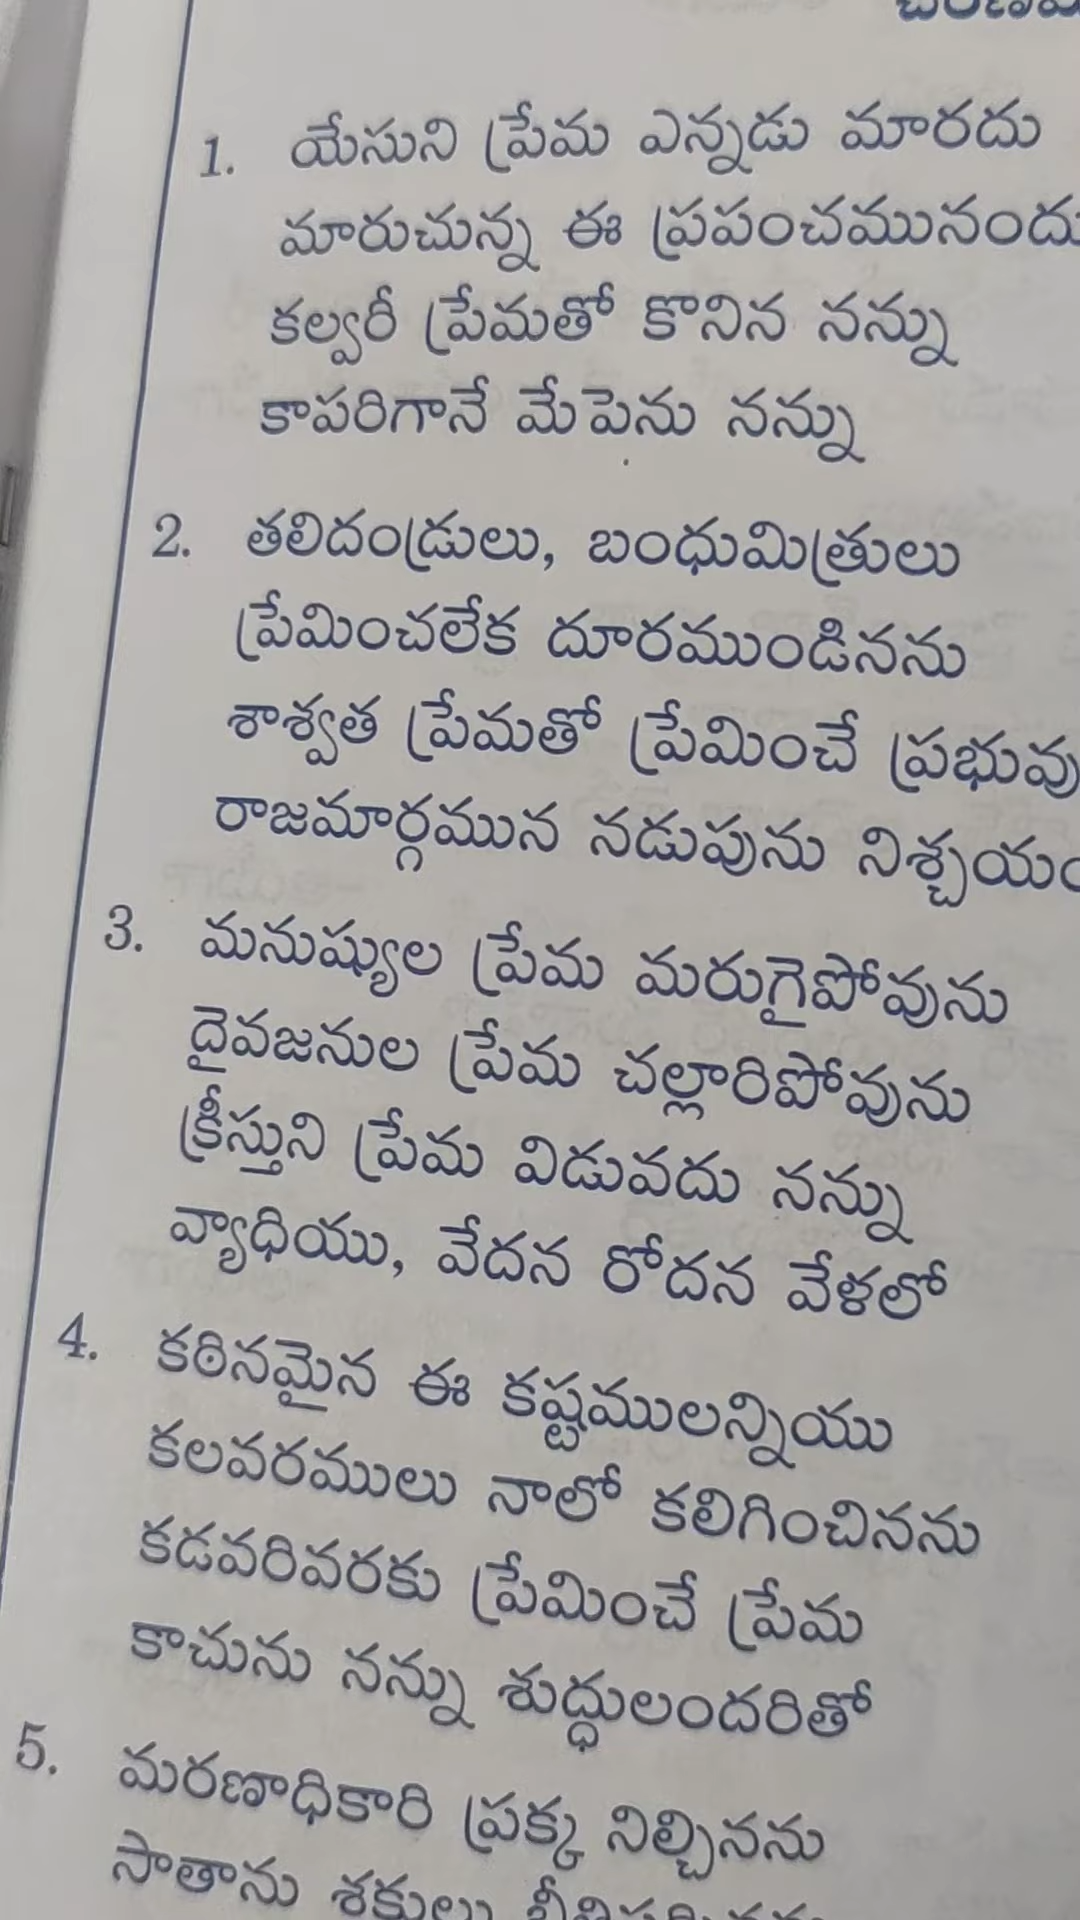 1. యేసుని ప్రేమ ఎన్నడు మారదు
మారుచున్న ఈ ప్రపంచమునందు
కల్వరీ ప్రేమతో కొనిన నన్ను
కాపరిగానే మేపెను నన్ను
2. తలిదండ్రులు, బంధుమిత్రులు
ప్రేమించలేక దూరముండినను
శాశ్వత ప్రేమతో ప్రేమించే ప్రభువు
రాజమార్గమున నడుపును నిశ్చయం
3. మనుష్యుల ప్రేమ మరుగైపోవును
దైవజనుల ప్రేమ చల్లారిపోవును
క్రీస్తుని ప్రేమ విడువదు నన్ను
వ్యాధియు, వేదన రోదన వేళలో
4. కఠినమైన ఈ కష్టములన్నియు
కలవరములు నాలో కలిగించినను
కడవరివరకు ప్రేమించే ప్రేమ
కాచును నన్ను శుద్ధులందరితో
5. మరణాధికారి ప్రక్క నిల్చినను
సాతాను శక్తులు